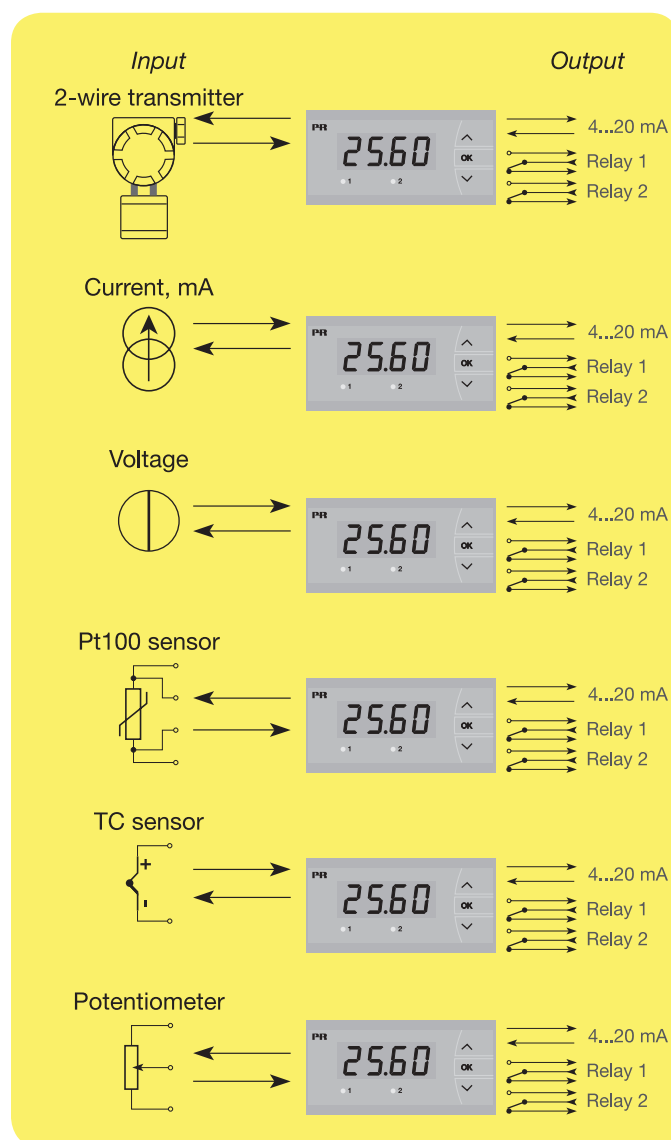 Input Output
2-wire transmitter
PR 25.60 OK 1 2
4...20 mA
Relay 1
Relay 2
Current, mA
PR 25.60 OK 1 2
4...20 mA
Relay 1
Relay 2
Voltage
PR 25.60 OK 1 2
4...20 mA
Relay 1
Relay 2
Pt100 sensor
PR 25.60 OK 1 2
4...20 mA
Relay 1
Relay 2
TC sensor
+
-
PR 25.60 OK 1 2
4...20 mA
Relay 1
Relay 2
Potentiometer
PR 25.60 OK 1 2
4...20 mA
Relay 1
Relay 2